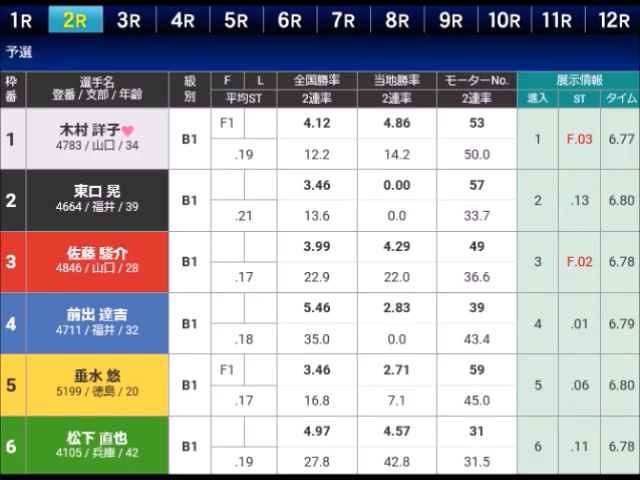 1R 2R 3R 4R 5R 6R 7R 8R 9R 10R 11R 12R
予選
枠番 選手名 登番/支部/年齢 級別 F L 平均ST 全国勝率 2連率 当地勝率 2連率 モーターNo. 2連率 展示情報 進入 ST タイム
1 木村 詳子♥ B1 F1 4.12 4.86 53 1 F.03 6.77
4783/山口/34 .19 12.2 14.2 50.0
2 東口 晃 B1 3.46 0.00 57 2 .13 6.80
4664/福井/39 .21 13.6 0.0 33.7
3 佐藤 駿介 B1 3.99 4.29 49 3 F.02 6.78
4846/山口/28 .17 22.9 22.0 36.6
4 前出 達吉 B1 5.46 2.83 39 4 .01 6.79
4711/福井/32 .18 35.0 0.0 43.4
5 垂水 悠 B1 F1 3.46 2.71 59 5 .06 6.80
5199/徳島/20 .17 16.8 7.1 45.0
6 松下 直也 B1 4.97 4.57 31 6 .11 6.78
4105/兵庫/42 .19 27.8 42.8 31.5